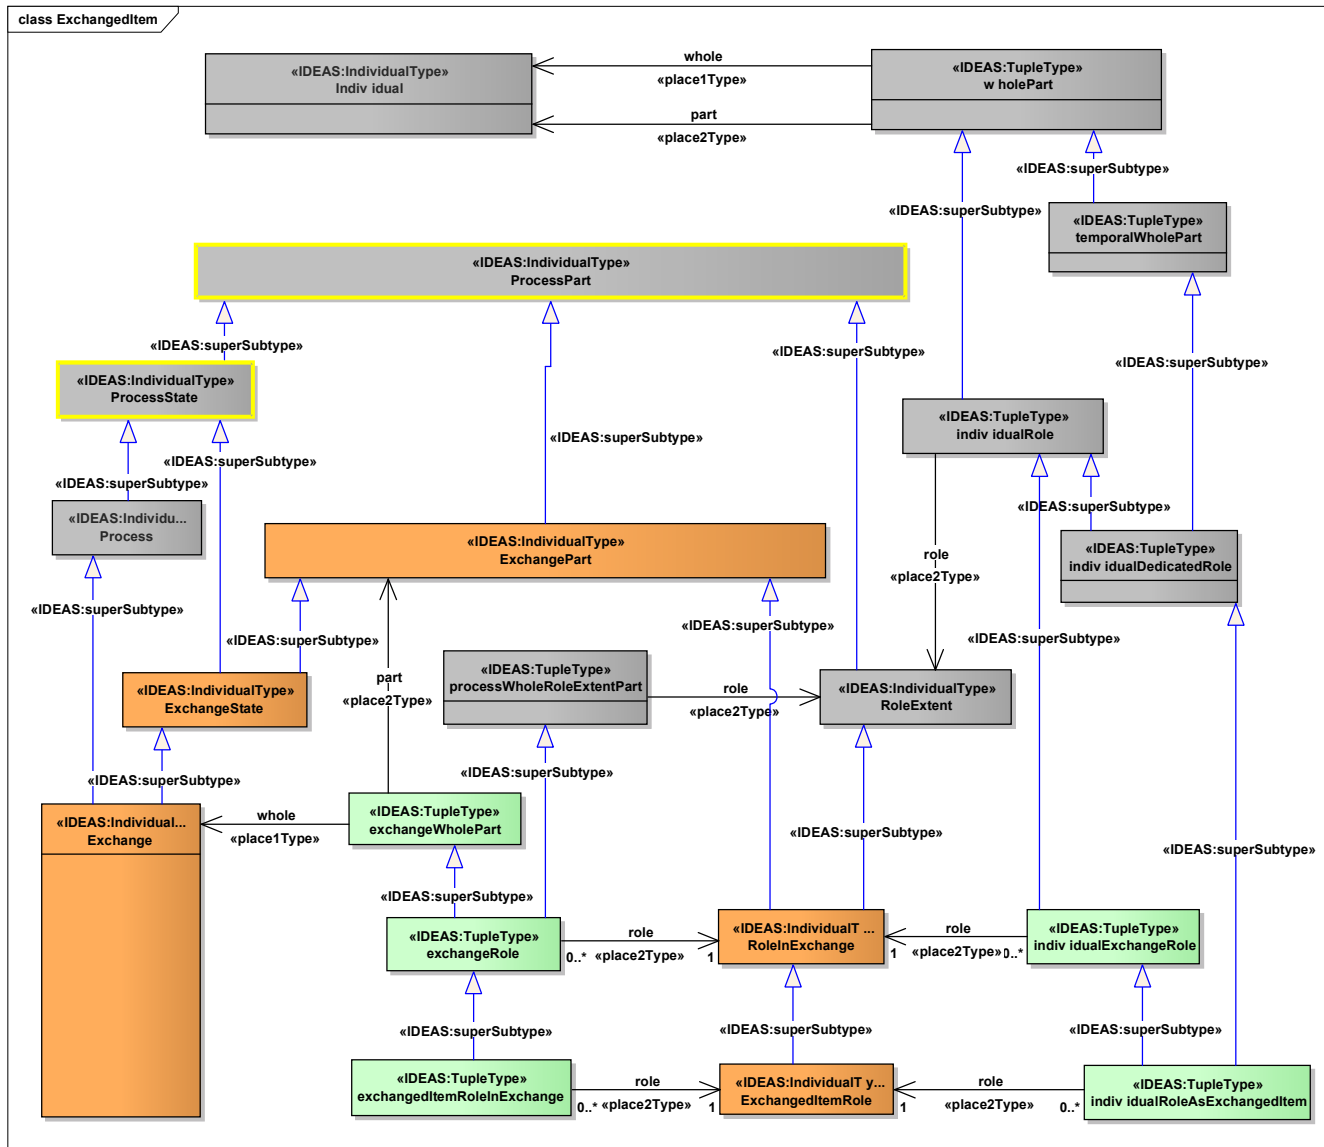 class ExchangedItem
«IDEAS:IndividualType»
Indiv idual
whole
«place1Type»
part
«place2Type»
«IDEAS:TupleType»
w holePart
«IDEAS:superSubtype»
«IDEAS:superSubtype»
«IDEAS:TupleType»
temporalWholePart
«IDEAS:IndividualType»
ProcessPart
«IDEAS:superSubtype»
«IDEAS:superSubtype»
«IDEAS:superSubtype»
«IDEAS:IndividualType»
ProcessState
«IDEAS:TupleType»
indiv idualRole
«IDEAS:superSubtype»
«IDEAS:superSubtype»
«IDEAS:superSubtype»
«IDEAS:superSubtype»
«IDEAS:Individu...
Process
«IDEAS:IndividualType»
ExchangePart
«IDEAS:TupleType»
indiv idualDedicatedRole
role
«place2Type»
«IDEAS:superSubtype»
«IDEAS:superSubtype»
«IDEAS:superSubtype»
«IDEAS:superSubtype»
part
«place2Type»
«IDEAS:IndividualType»
ExchangeState
«IDEAS:TupleType»
processWholeRoleExtentPart
role
«place2Type»
«IDEAS:IndividualType»
RoleExtent
«IDEAS:superSubtype»
«IDEAS:superSubtype»
«IDEAS:Individual...
Exchange
whole
«place1Type»
«IDEAS:TupleType»
exchangeWholePart
«IDEAS:superSubtype»
«IDEAS:superSubtype»
«IDEAS:superSubtype»
«IDEAS:TupleType»
exchangeRole
role
0..*
«place2Type»
1
«IDEAS:IndividualT ...
RoleInExchange
role
1
«place2Type»
0..*
«IDEAS:TupleType»
indiv idualExchangeRole
«IDEAS:superSubtype»
«IDEAS:superSubtype»
«IDEAS:superSubtype»
«IDEAS:TupleType»
exchangedItemRoleInExchange
role
0..*
«place2Type»
1
«IDEAS:IndividualT y...
ExchangedItemRole
role
1
«place2Type»
0..*
«IDEAS:TupleType»
indiv idualRoleAsExchangedItem